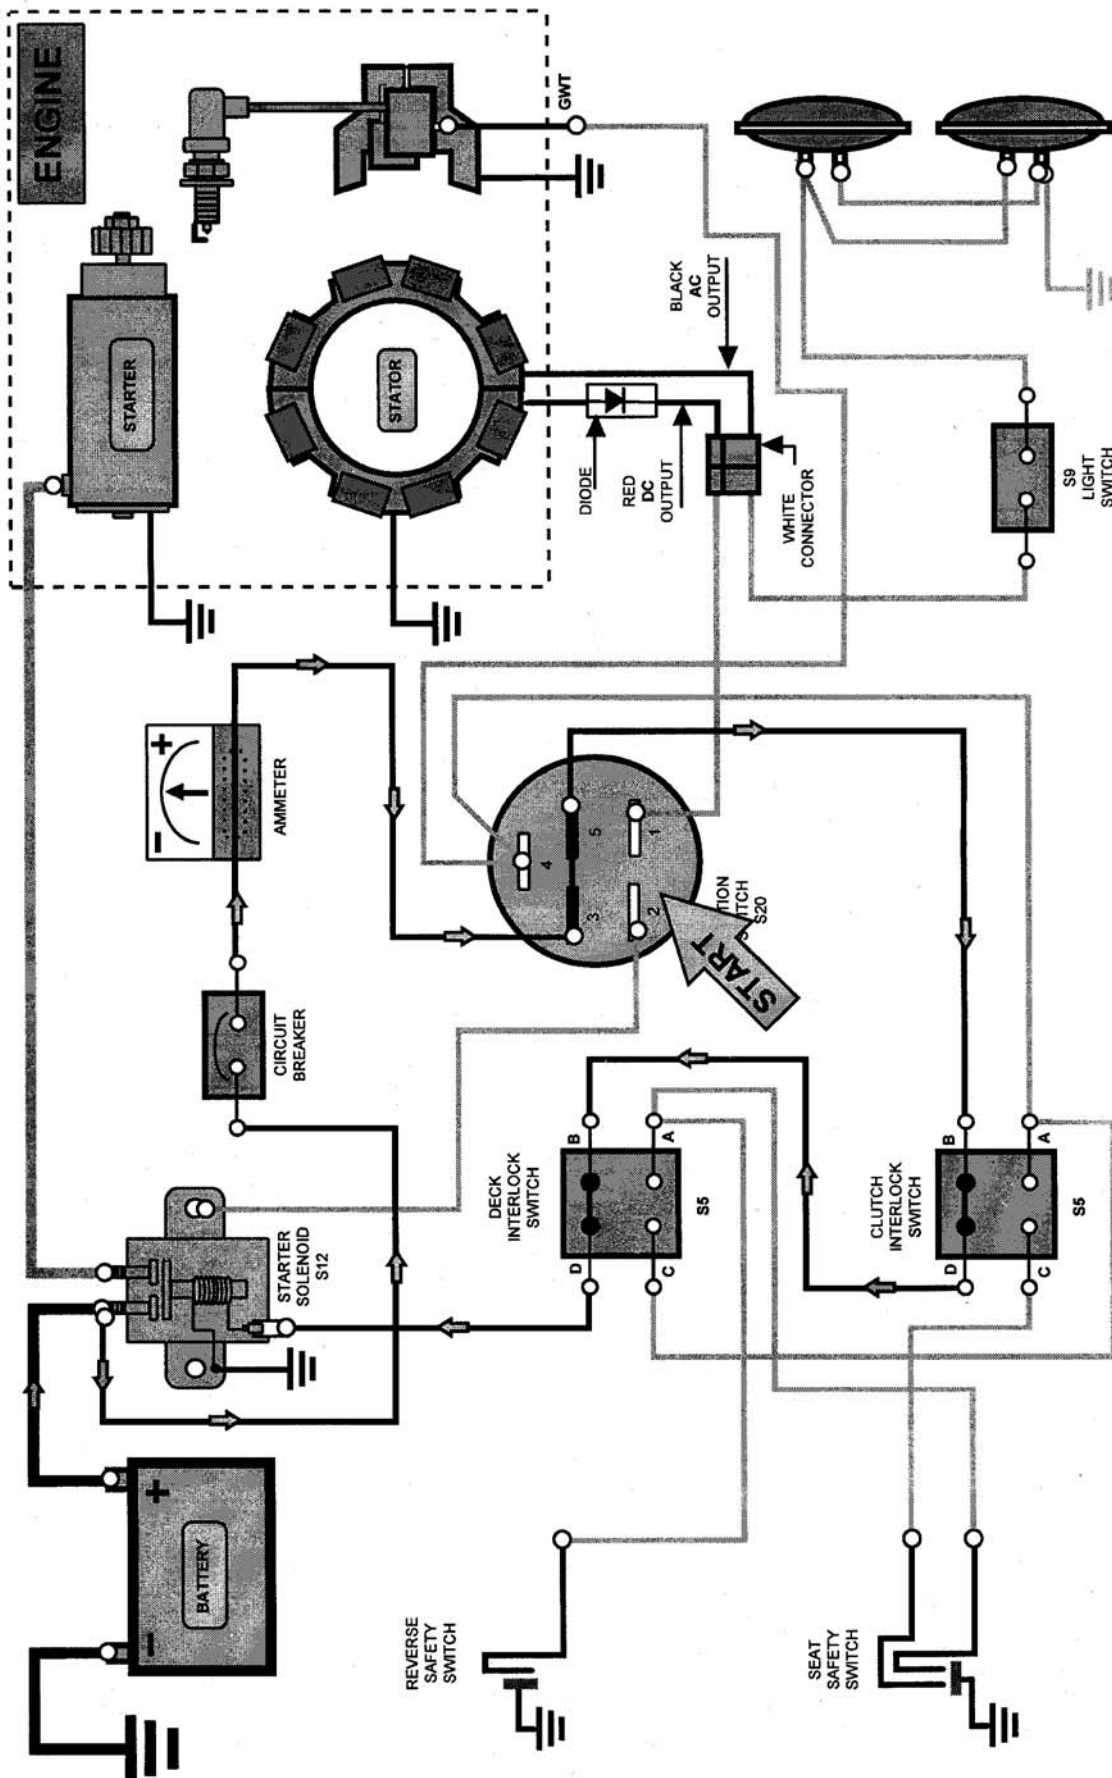 BATTERY
+
-
STARTER
SOLENOID
S12
CIRCUIT
BREAKER
AMMETER
+
-
STARTER
ENGINE
STATOR
GWT
DIODE
RED
DC
OUTPUT
BLACK
AC
OUTPUT
WHITE
CONNECTOR
S9
LIGHT
SWITCH
3
4
5
2
1
S20
START
DECK
INTERLOCK
SWITCH
D
B
C
A
S5
CLUTCH
INTERLOCK
SWITCH
D
B
C
A
S5
REVERSE
SAFETY
SWITCH
SEAT
SAFETY
SWITCH